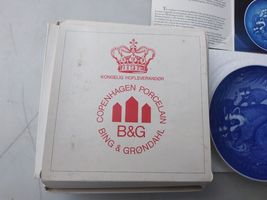 KONGELIG HOFLEVERANDØR
COPENHAGEN PORCELAIN
B&G
BING & GRØNDAHL